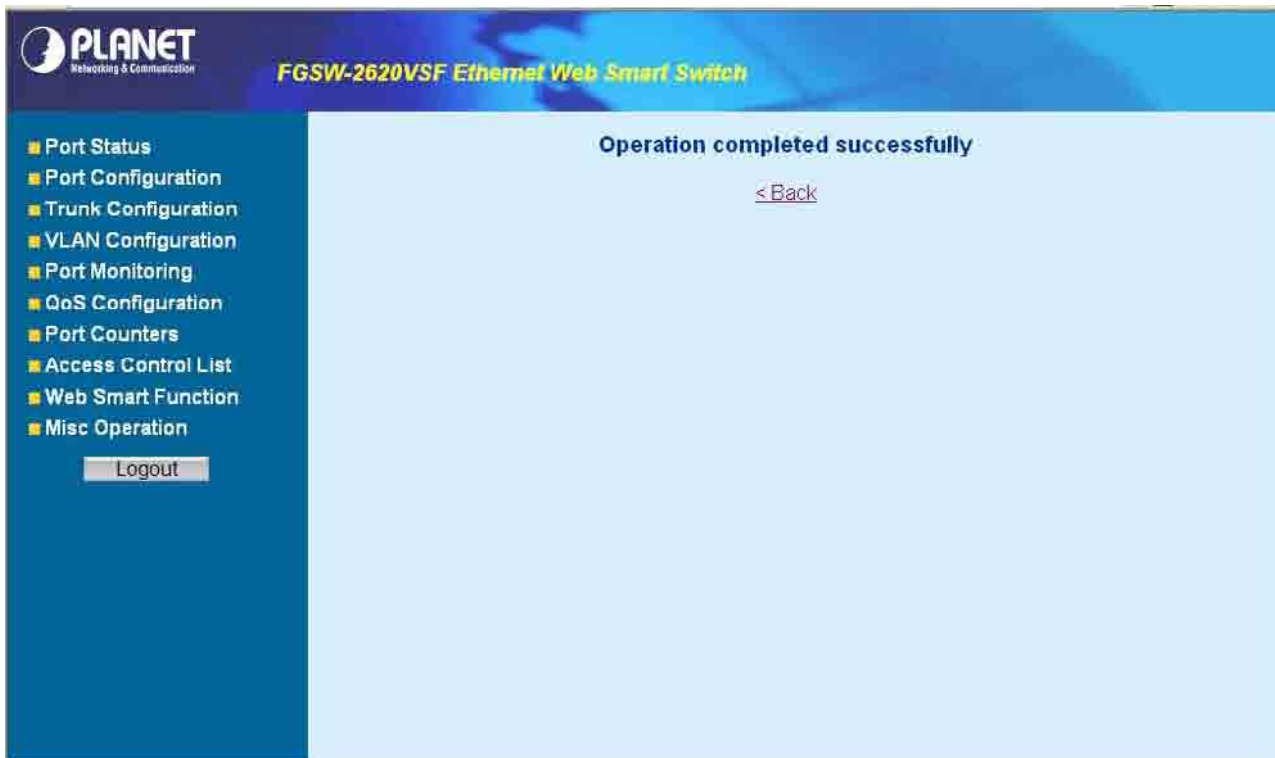 PLANET
Networking & Communication
FGSW-2620VSF Ethernet Web Smart Switch
Port Status
Port Configuration
Trunk Configuration
VLAN Configuration
Port Monitoring
QoS Configuration
Port Counters
Access Control List
Web Smart Function
Misc Operation
Logout
Operation completed successfully
< Back